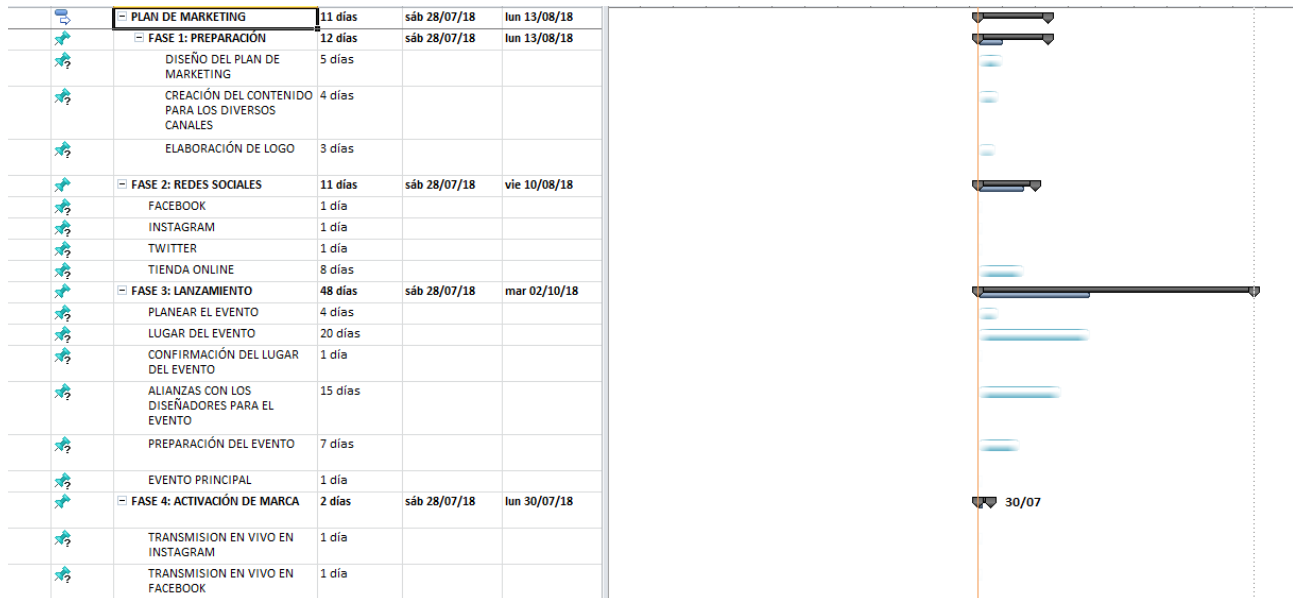 PLAN DE MARKETING 11 días sáb 28/07/18 lun 13/08/18
FASE 1: PREPARACIÓN 12 días sáb 28/07/18 lun 13/08/18
DISEÑO DEL PLAN DE 5 días
MARKETING
CREACIÓN DEL CONTENIDO 4 días
PARA LOS DIVERSOS
CANALES
ELABORACIÓN DE LOGO 3 días
FASE 2: REDES SOCIALES 11 días sáb 28/07/18 vie 10/08/18
FACEBOOK 1 día
INSTAGRAM 1 día
TWITTER 1 día
TIENDA ONLINE 8 días
FASE 3: LANZAMIENTO 48 días sáb 28/07/18 mar 02/10/18
PLANEAR EL EVENTO 4 días
LUGAR DEL EVENTO 20 días
CONFIRMACIÓN DEL LUGAR 1 día
DEL EVENTO
ALIANZAS CON LOS 15 días
DISEÑADORES PARA EL
EVENTO
PREPARACIÓN DEL EVENTO 7 días
EVENTO PRINCIPAL 1 día
FASE 4: ACTIVACIÓN DE MARCA 2 días sáb 28/07/18 lun 30/07/18 30/07
TRANSMISION EN VIVO EN 1 día
INSTAGRAM
TRANSMISION EN VIVO EN 1 día
FACEBOOK